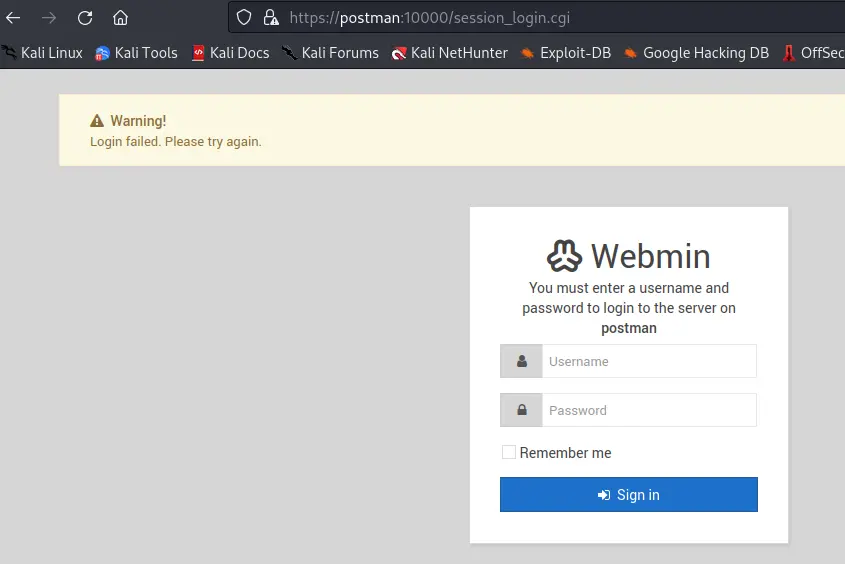 https://postman:10000/session_login.cgi
Kali Linux Kali Tools Kali Docs Kali Forums Kali NetHunter Exploit-DB Google Hacking DB OffSec
Warning!
Login failed. Please try again.
Webmin
You must enter a username and
password to login to the server on
postman
Username
Password
Remember me
Sign in